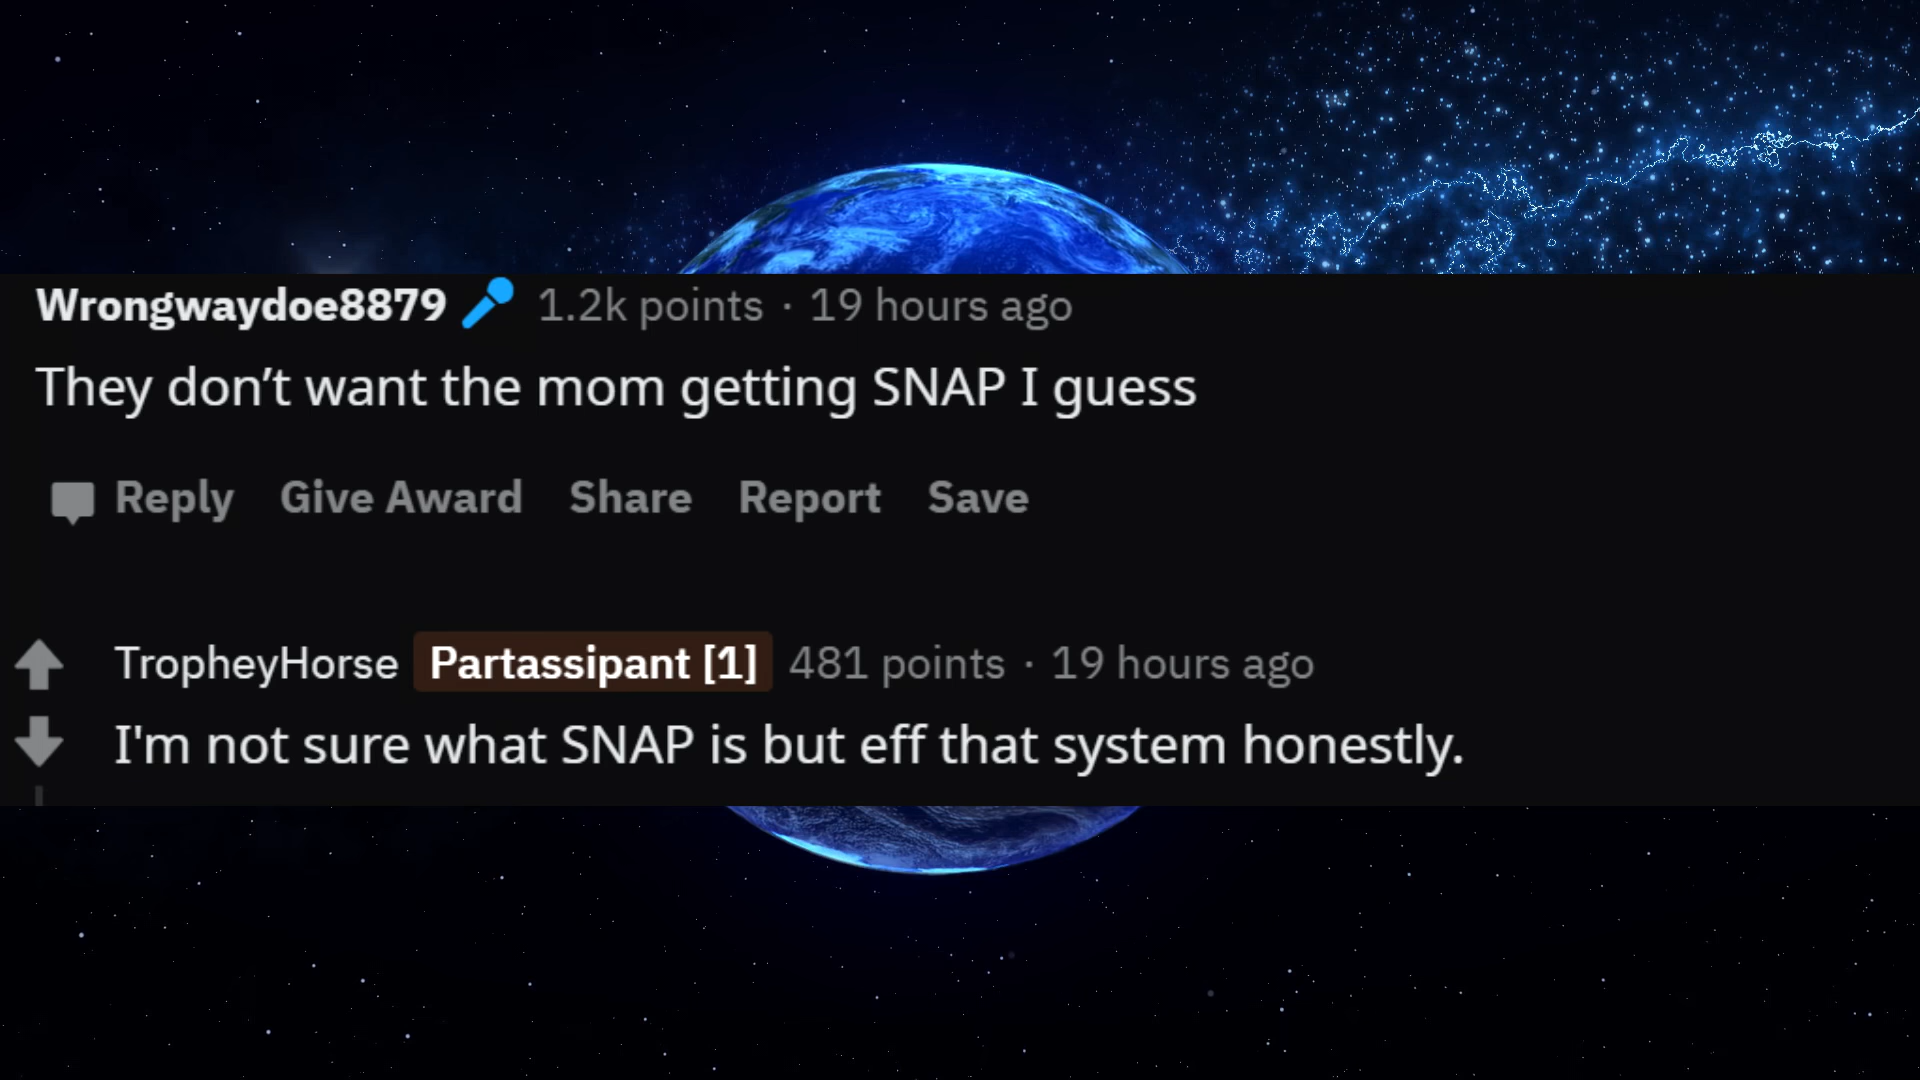 Wrongwaydoe8879 1.2k points · 19 hours ago
They don’t want the mom getting SNAP I guess
Reply Give Award Share Report Save
TropheyHorse Partassipant [1] 481 points · 19 hours ago
I'm not sure what SNAP is but eff that system honestly.